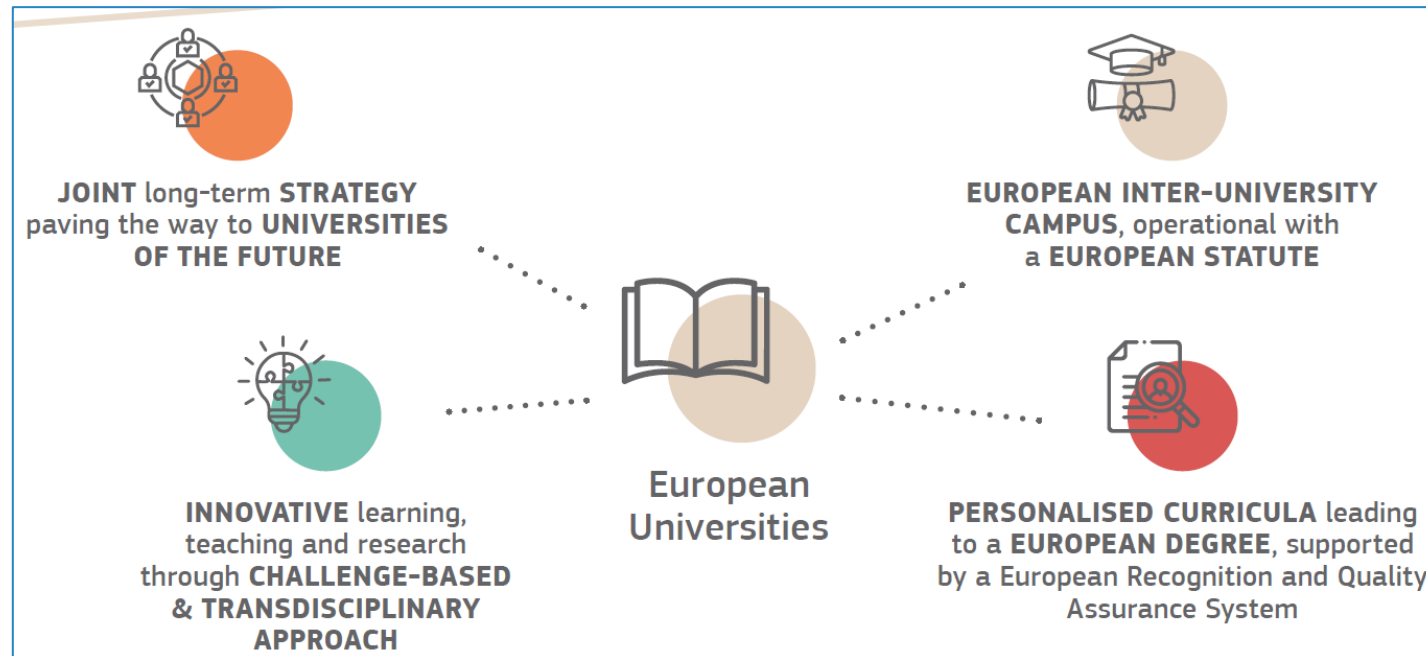 JOINT long-term STRATEGY
paving the way to UNIVERSITIES
OF THE FUTURE
EUROPEAN INTER-UNIVERSITY
CAMPUS, operational with
a EUROPEAN STATUTE
European
Universities
INNOVATIVE learning,
teaching and research
through CHALLENGE-BASED
& TRANSDISCIPLINARY
APPROACH
PERSONALISED CURRICULA leading
to a EUROPEAN DEGREE, supported
by a European Recognition and Quality
Assurance System